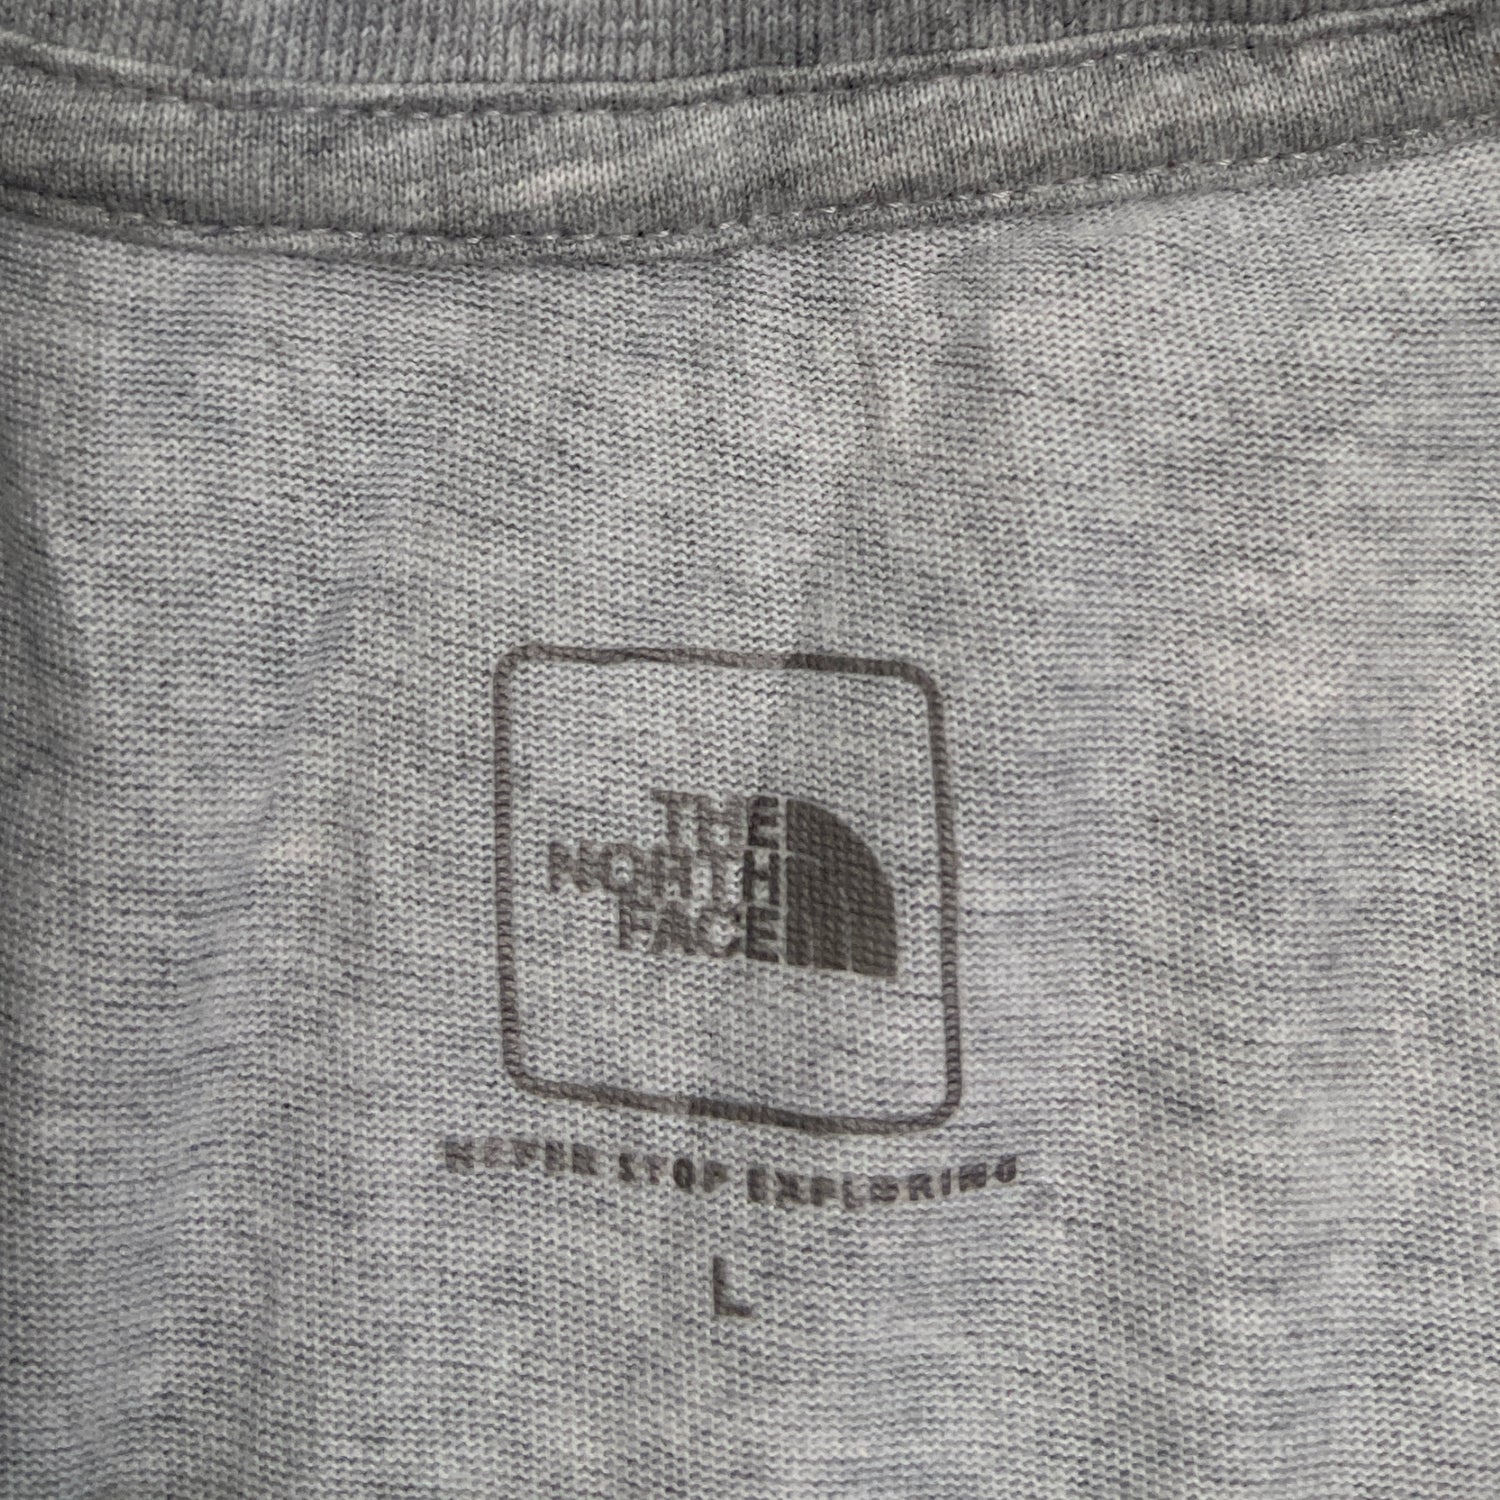 THE
NORTH
FACE
NEVER STOP EXPLORING
L